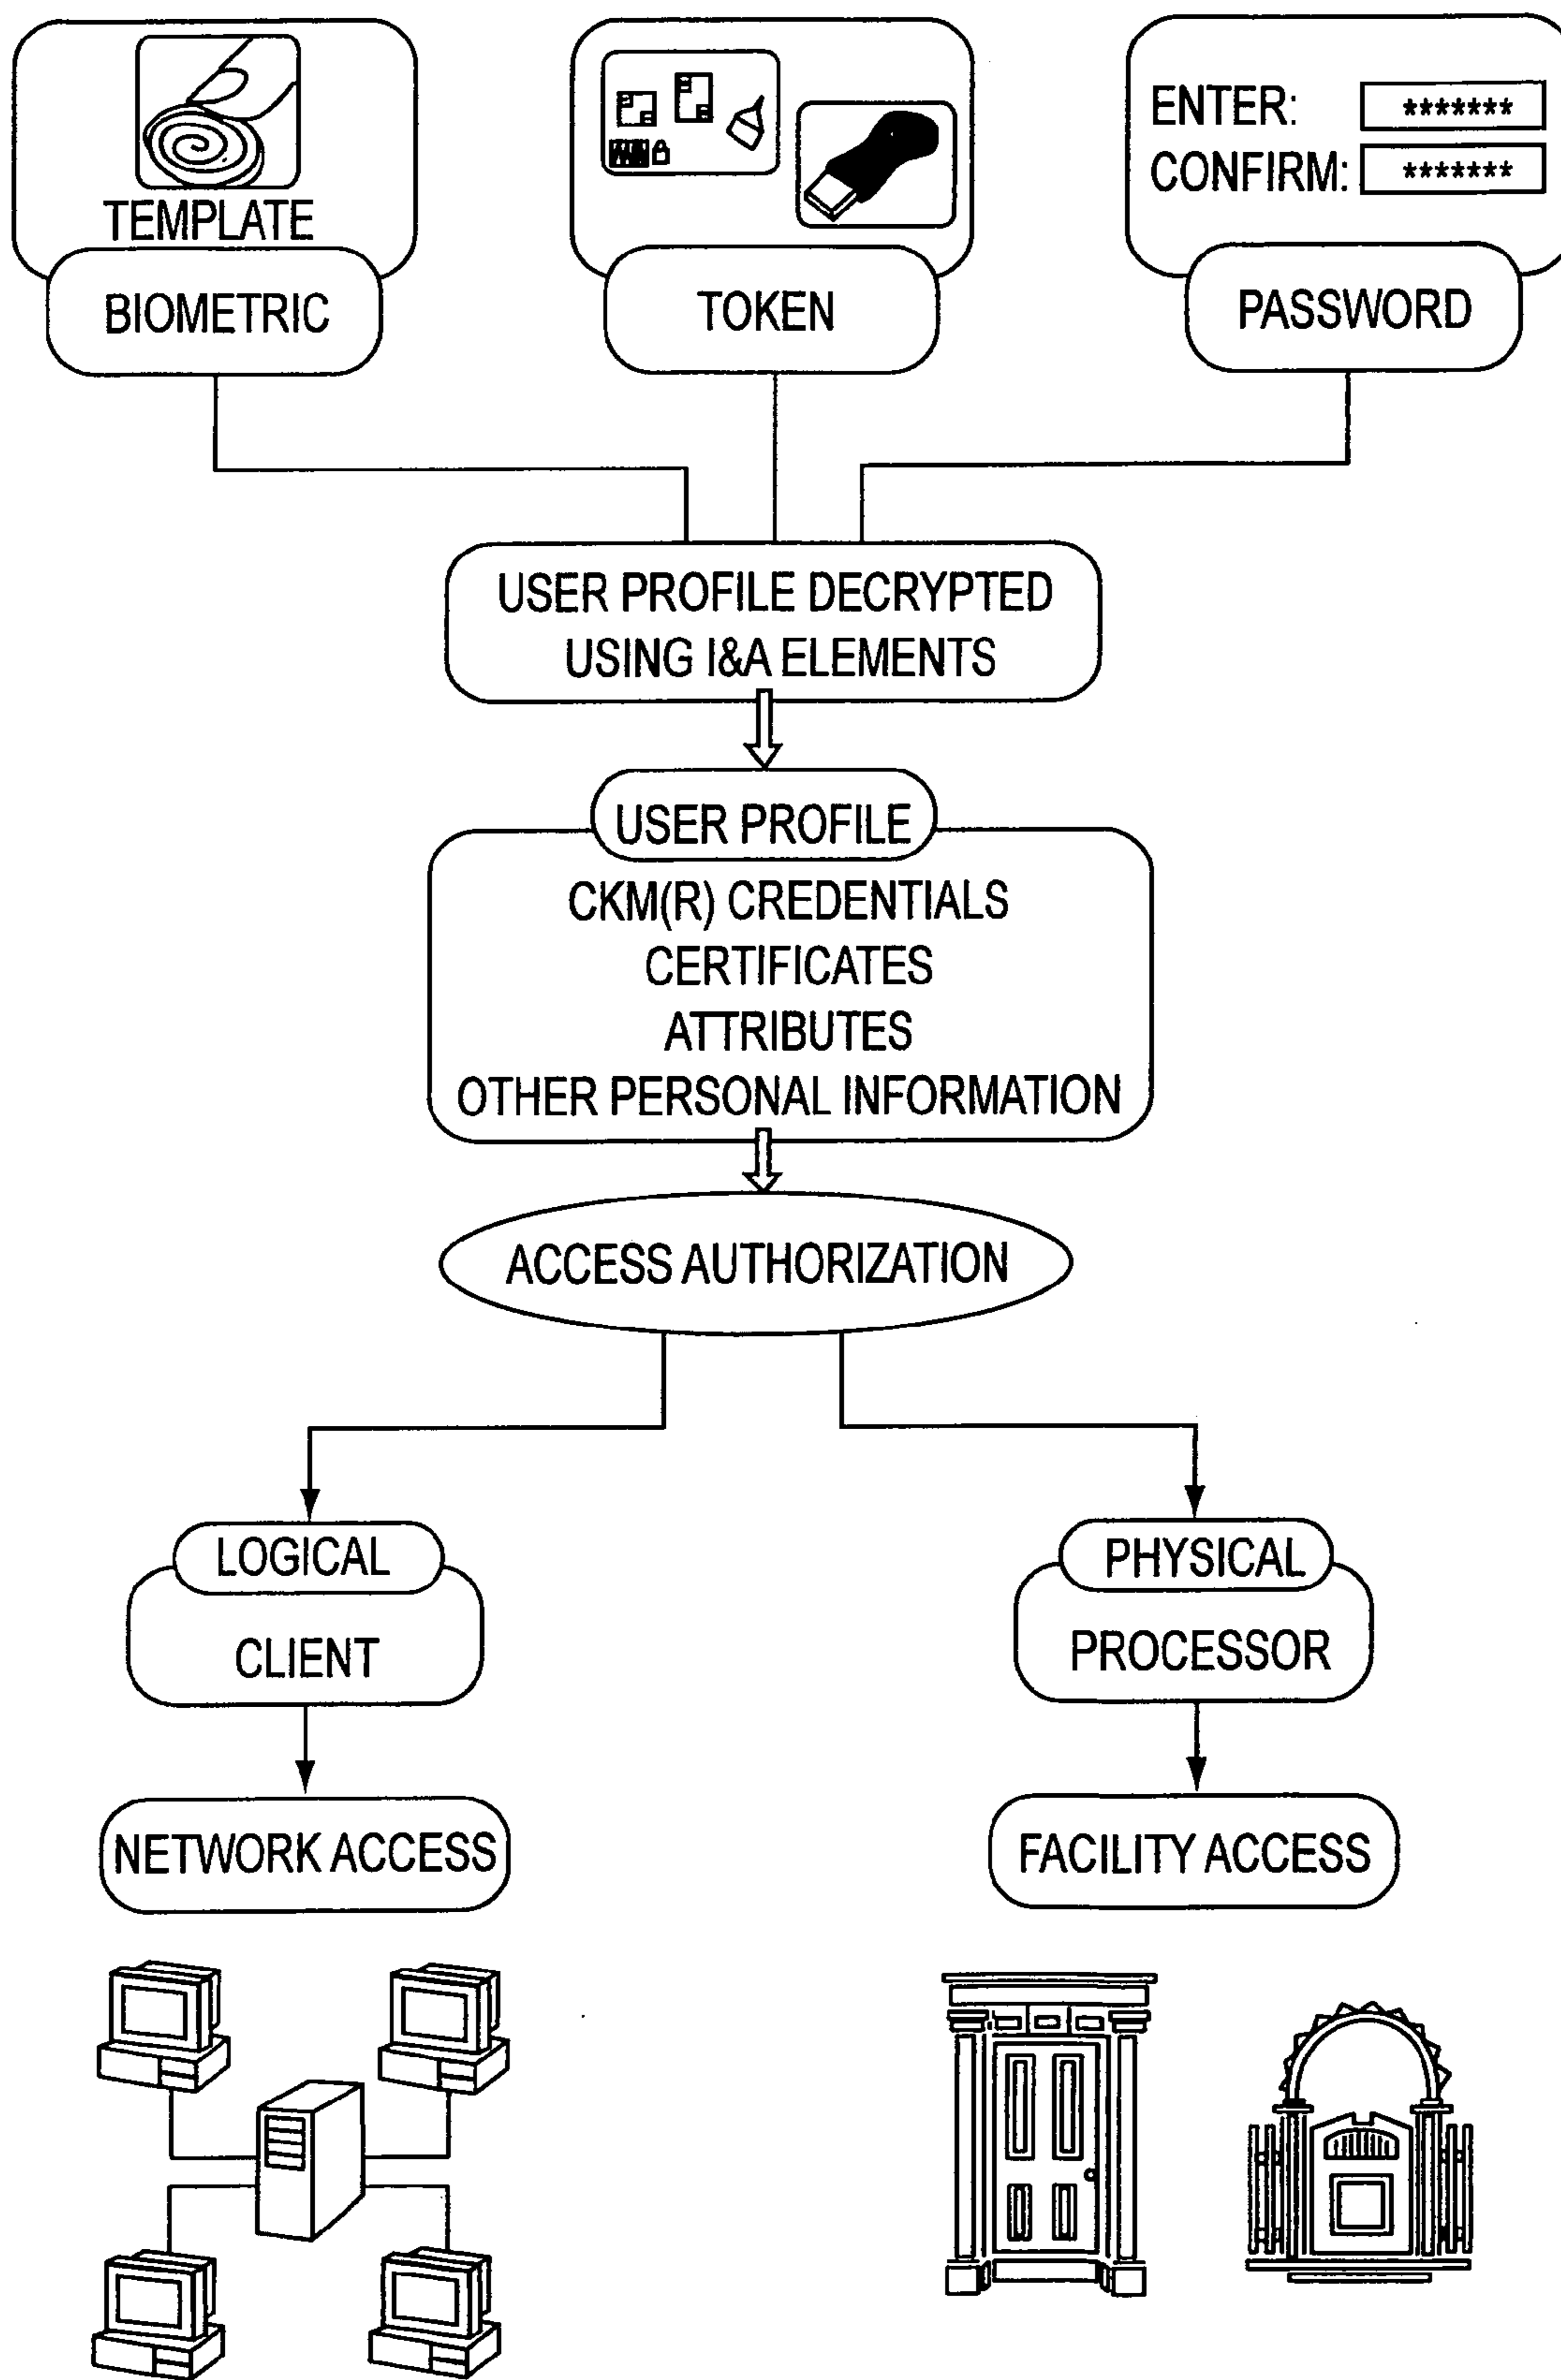 TEMPLATE
BIOMETRIC
TOKEN
ENTER: *******
CONFIRM: *******
PASSWORD
USER PROFILE DECRYPTED
USING I&A ELEMENTS
USER PROFILE
CKM(R) CREDENTIALS
CERTIFICATES
ATTRIBUTES
OTHER PERSONAL INFORMATION
ACCESS AUTHORIZATION
LOGICAL
CLIENT
PHYSICAL
PROCESSOR
NETWORK ACCESS
FACILITY ACCESS